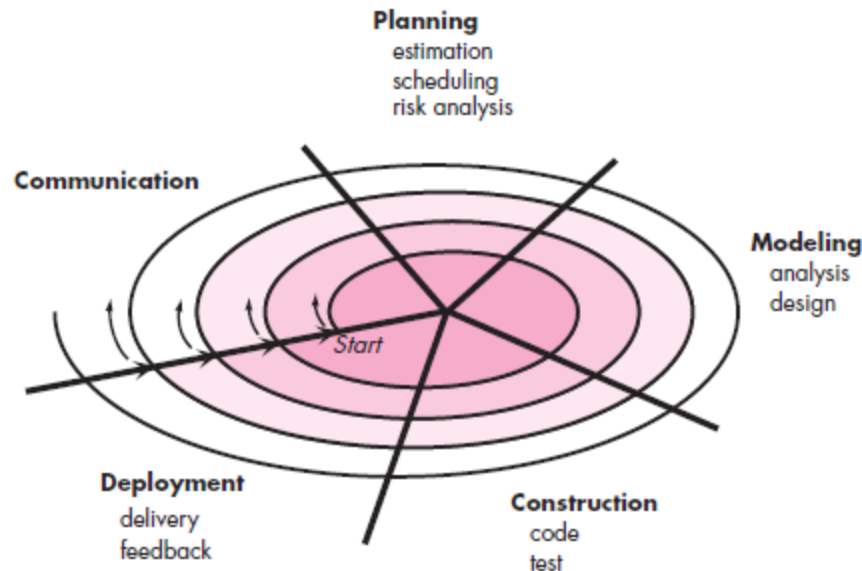 Planning
estimation
scheduling
risk analysis
Communication
Modeling
analysis
design
Start
Deployment
delivery
feedback
Construction
code
test